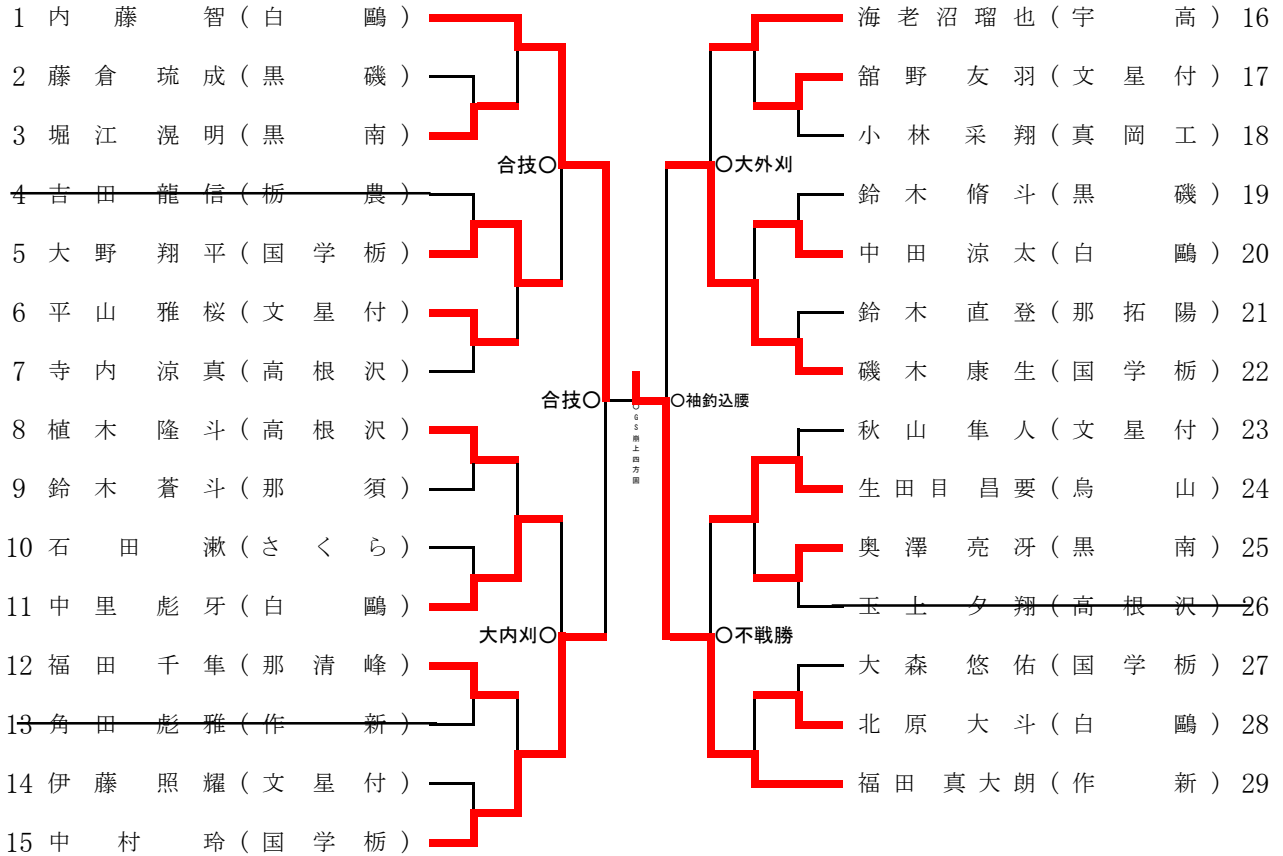 1 内藤智(白鷗)
2 藤倉琉成(黒磯)
3 堀江滉明(黒南)
4 吉田龍信(栃農)
5 大野翔平(国学栃)
6 平山雅桜(文星付)
7 寺内涼真(高根沢)
8 植木隆斗(高根沢)
9 鈴木蒼斗(那須)
10 石田漱(さくら)
11 中里彪牙(白鷗)
12 福田千隼(那清峰)
13 角田彪雅(作新)
14 伊藤照耀(文星付)
15 中村玲(国学栃)
合技○
合技○
大内刈○
○GS崩上四方固
○大外刈
○袖釣込腰
○不戦勝
海老沼瑠也(宇高) 16
舘野友羽(文星付) 17
小林采翔(真岡工) 18
鈴木脩斗(黒磯) 19
中田涼太(白鷗) 20
鈴木直登(那拓陽) 21
磯木康生(国学栃) 22
秋山隼人(文星付) 23
生田目昌要(烏山) 24
奥澤亮冴(黒南) 25
玉上夕翔(高根沢) 26
大森悠佑(国学栃) 27
北原大斗(白鷗) 28
福田真大朗(作新) 29